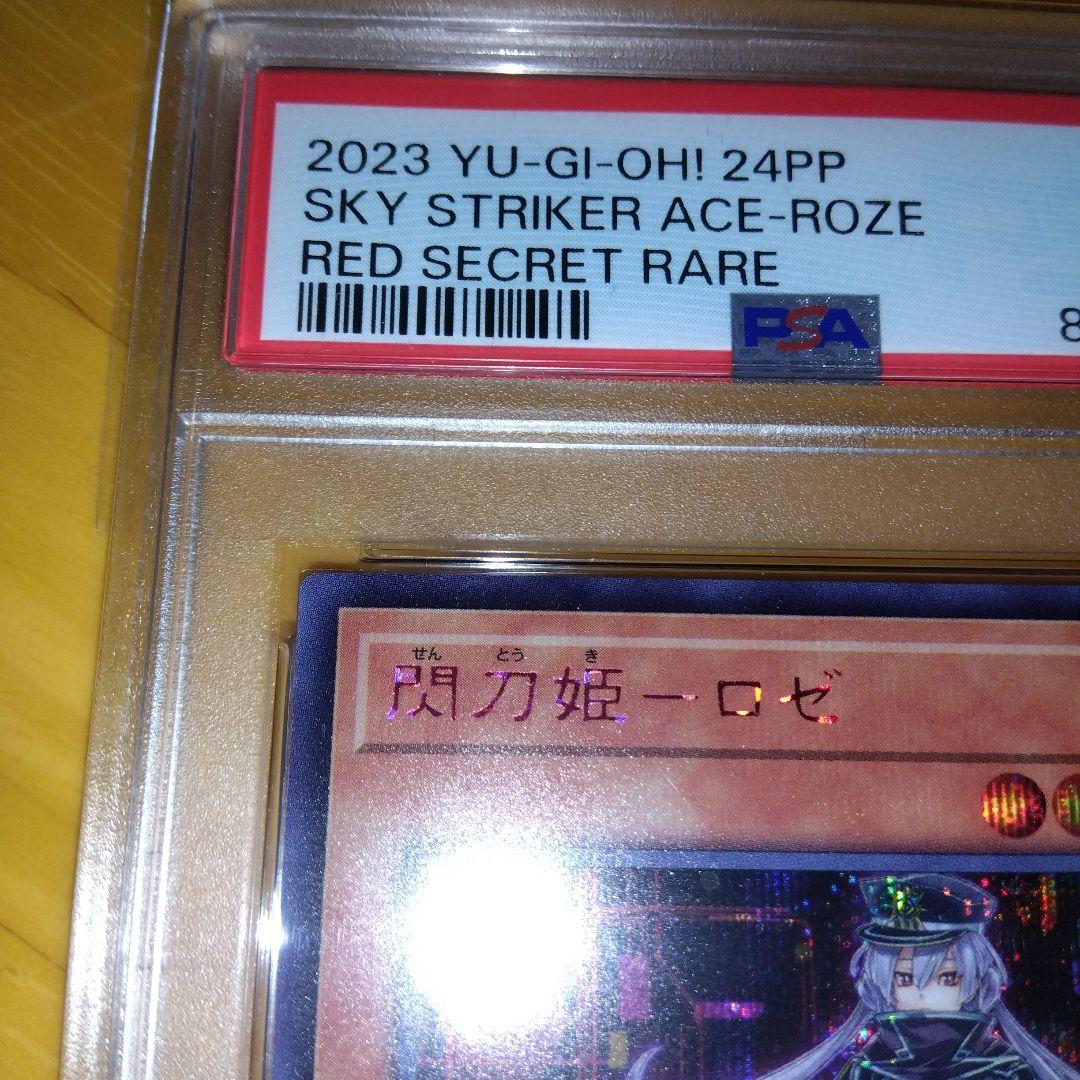 2023 YU-GI-OH! 24PP
SKY STRIKER ACE-ROZE
RED SECRET RARE
PSA
8
せん とう き
閃刀姫－ロゼ